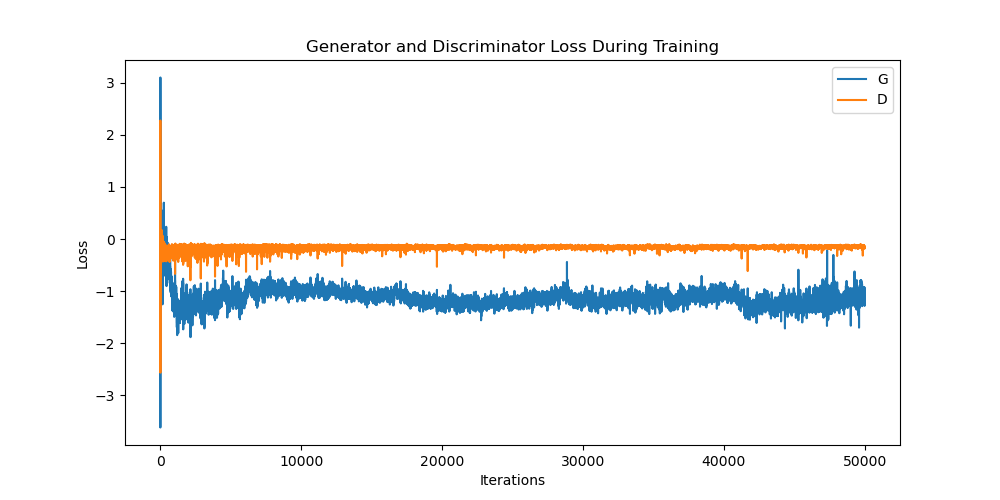 Generator and Discriminator Loss During Training
G
D
3
2
1
0
−1
−2
−3
Loss
0
10000
20000
30000
40000
50000
Iterations